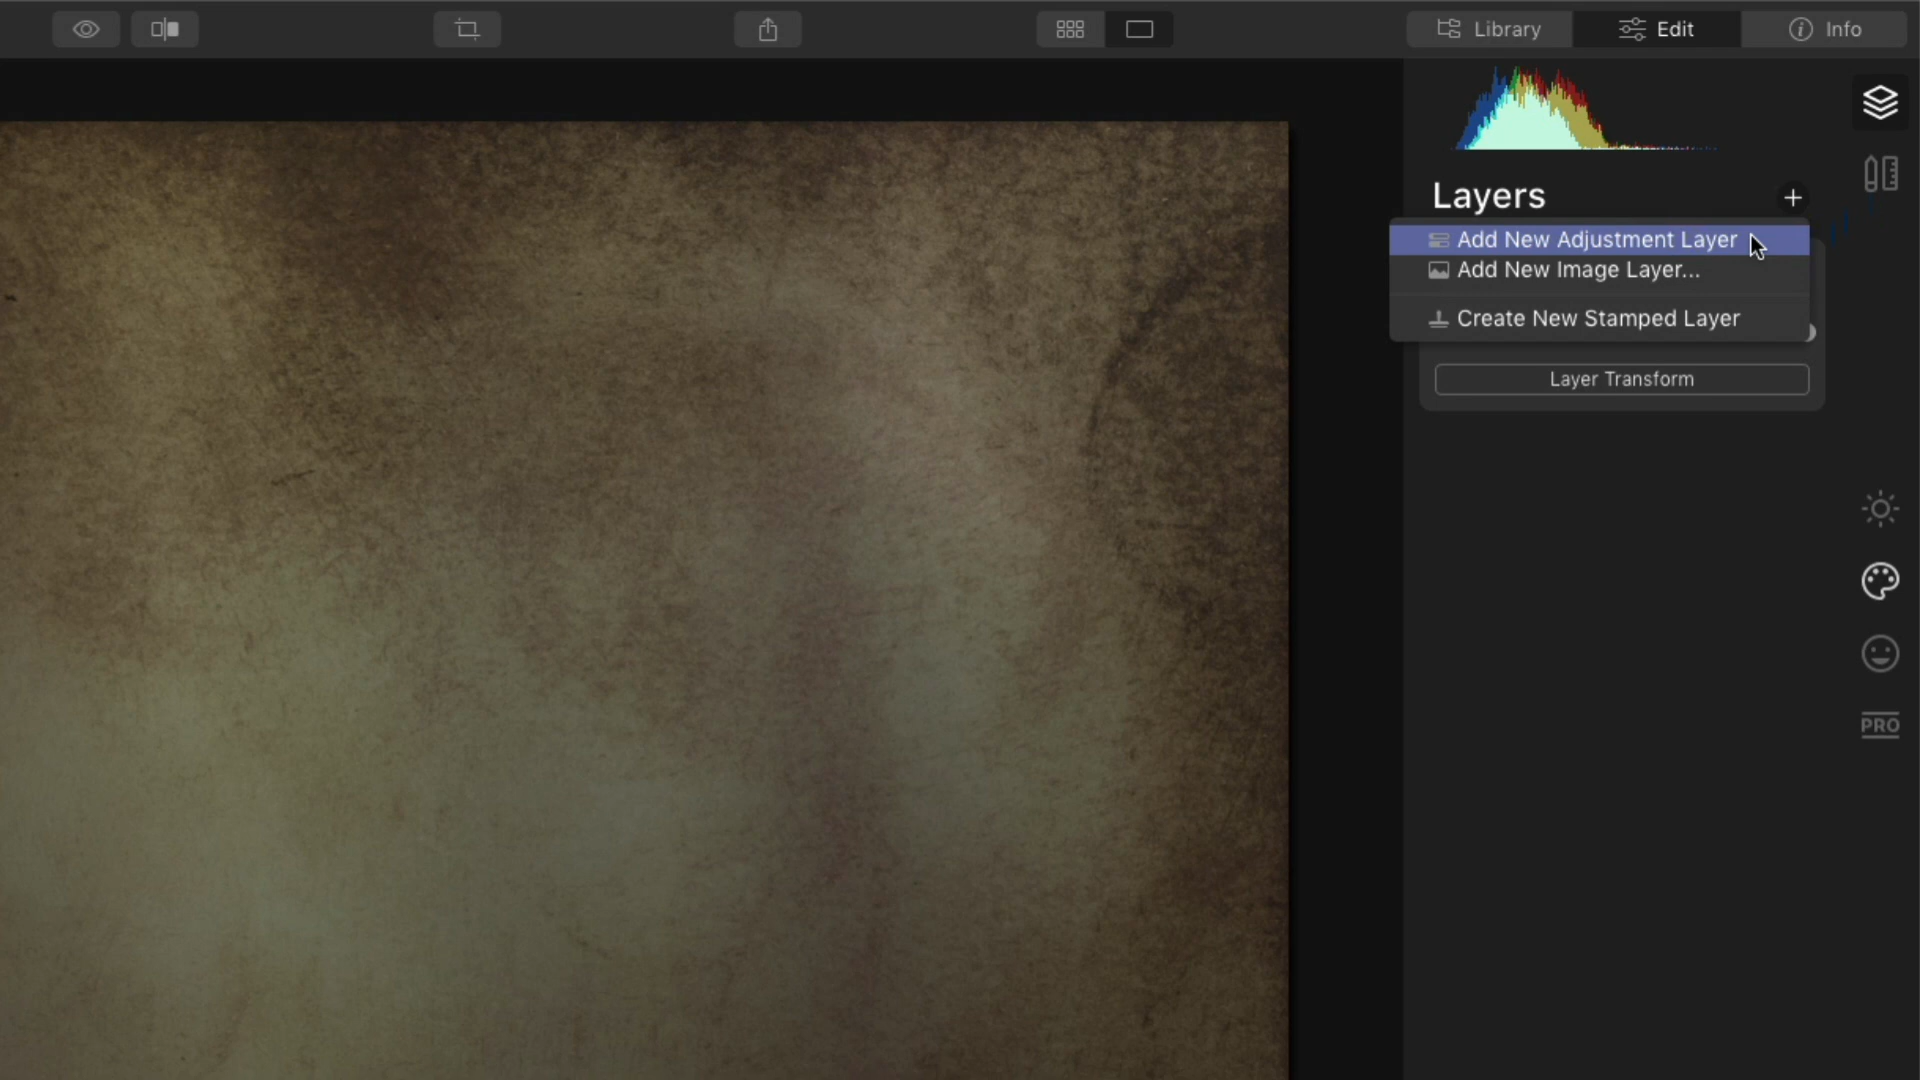 Library
Edit
Info
Layers
Add New Adjustment Layer
Add New Image Layer...
Create New Stamped Layer
Layer Transform
PRO